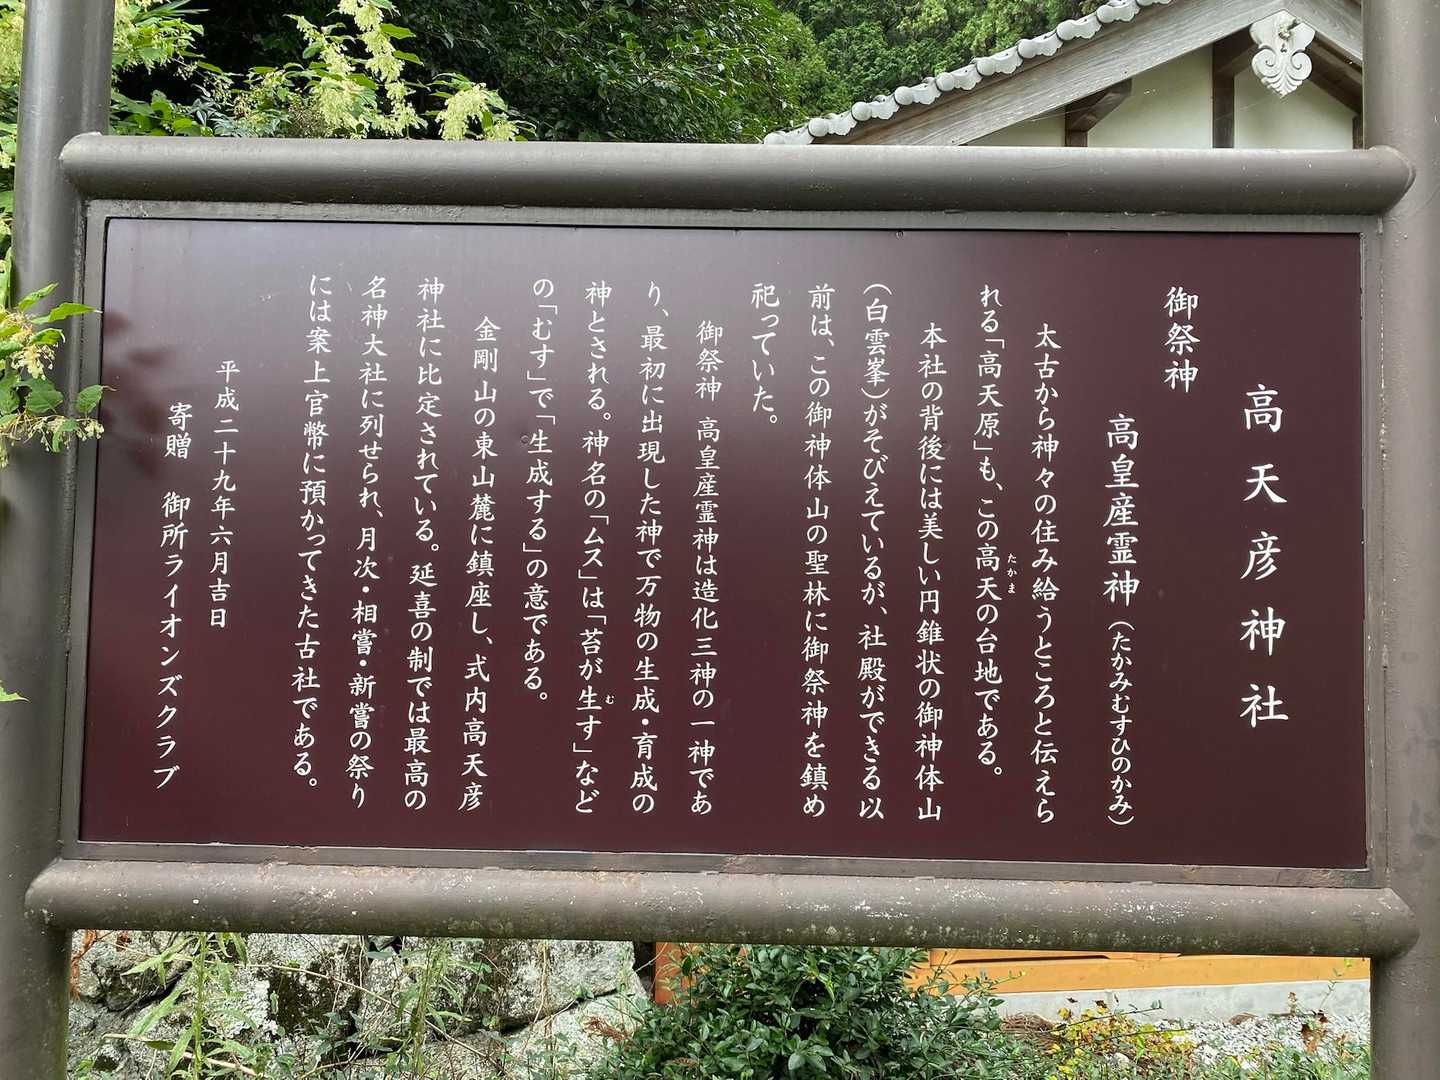 高天彦神社
御祭神
高皇産霊神(たかみむすひのかみ)
太古から神々の住み給うところと伝えら
れる「高天原」も、この高天の台地である。
たかま
本社の背後には美しい円錐状の御神体山
(白雲峯)がそびえているが、社殿ができる以
前は、この御神体山の聖林に御祭神を鎮め
祀っていた。
御祭神 高皇産霊神は造化三神の一神であ
り、最初に出現した神で万物の生成・育成の
神とされる。神名の「ムス」は「苔が生す」など
む
の「むす」で「生成する」の意である。
金剛山の東山麓に鎮座し、式内高天彦
神社に比定されている。延喜の制では最高の
名神大社に列せられ、月次・相嘗・新嘗の祭り
には案上官幣に預かってきた古社である。
平成二十九年六月吉日
寄贈 御所ライオンズクラブ